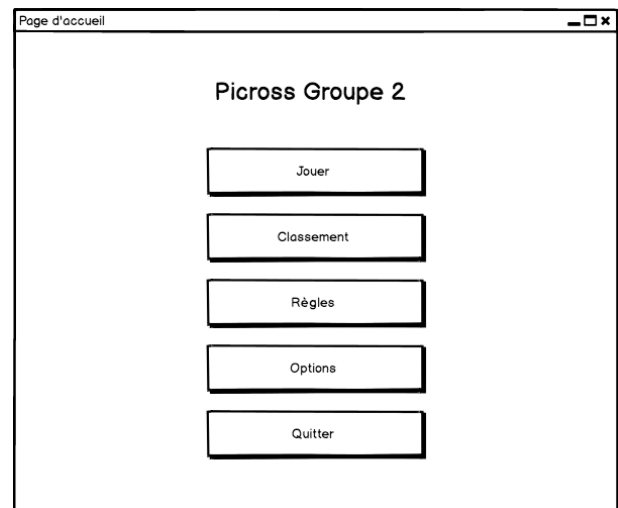 Page d'accueil
Picross Groupe 2
Jouer
Classement
Règles
Options
Quitter